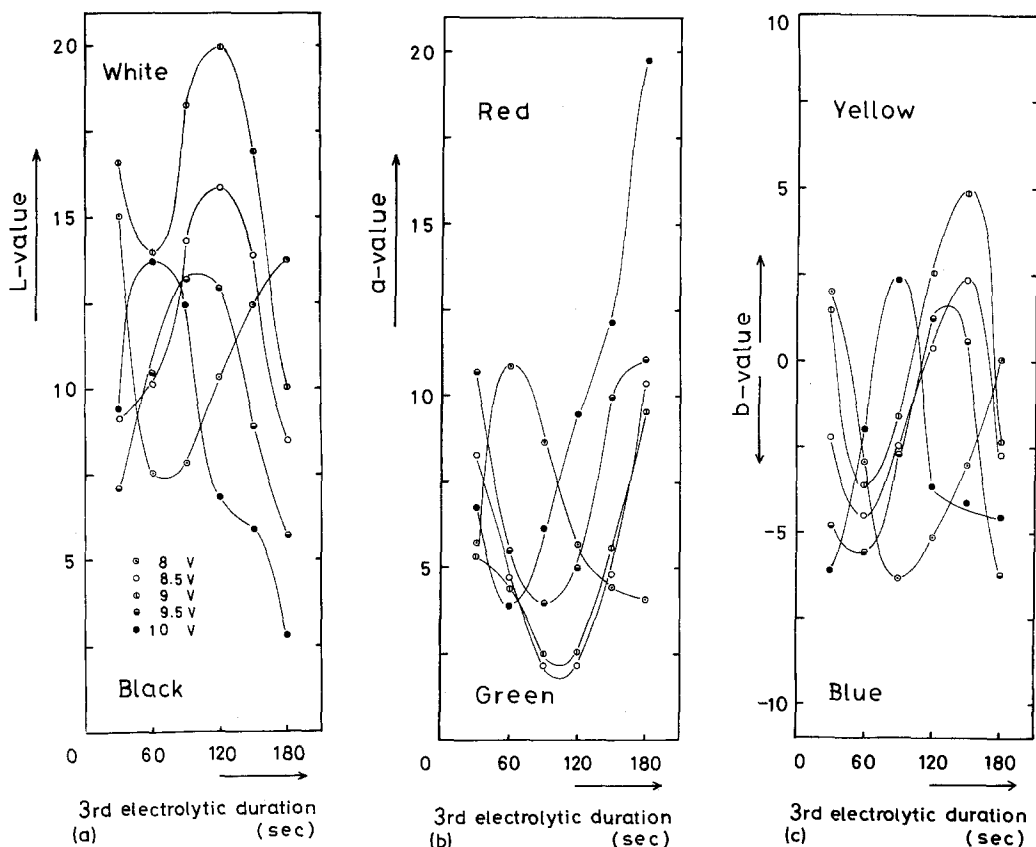 20
White
15
L-value
10
8 V
8.5 V
9 V
9.5 V
10 V
5
Black
0 60 120 180
3rd electrolytic duration
(a) (sec)
20
Red
15
a-value
10
5
Green
0 60 120 180
3rd electrolytic duration
(b) (sec)
10
Yellow
5
0
b-value
-5
Blue
-10
0 60 120 180
3rd electrolytic duration
(c) (sec)